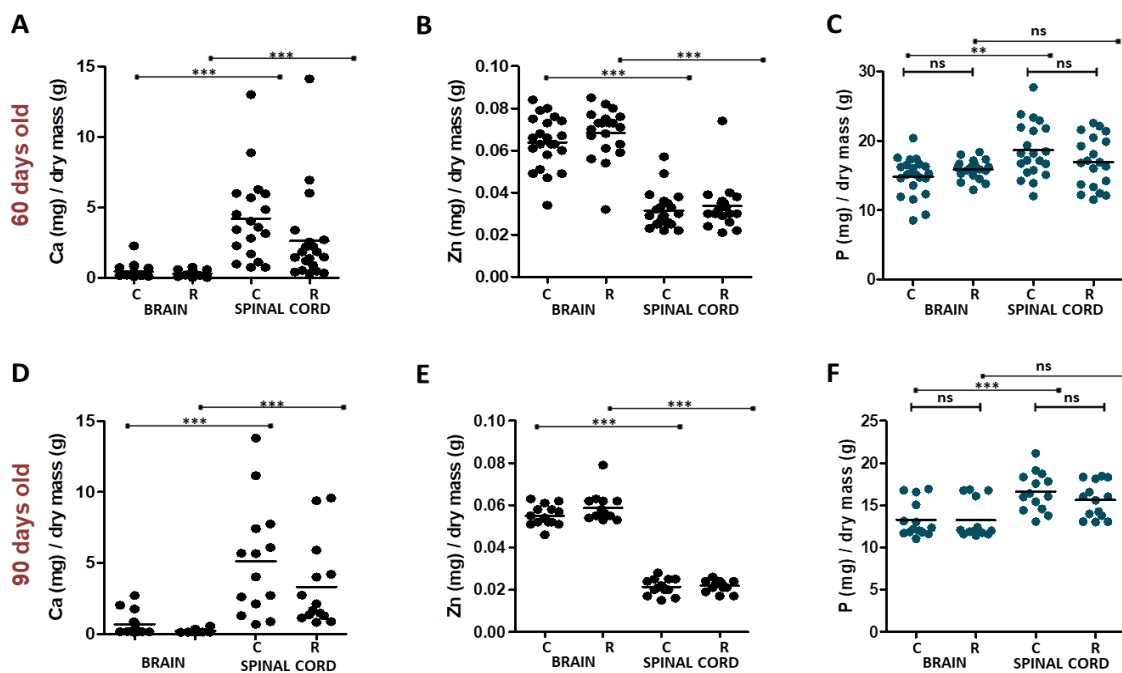 A
B
C
60 days old
Ca (mg) / dry mass (g)
15
10
5
0
***
***
C
R
C
R
BRAIN
SPINAL CORD
Zn (mg) / dry mass (g)
0.10
0.08
0.06
0.04
0.02
0.00
***
***
C
R
C
R
BRAIN
SPINAL CORD
P (mg) / dry mass (g)
30
20
10
0
ns
**
ns
ns
C
R
C
R
BRAIN
SPINAL CORD
D
E
F
90 days old
Ca (mg) / dry mass (g)
15
10
5
0
***
***
BRAIN
C
R
SPINAL CORD
Zn (mg) / dry mass (g)
0.10
0.08
0.06
0.04
0.02
0.00
***
***
C
R
C
R
BRAIN
SPINAL CORD
P (mg) / dry mass (g)
25
20
15
10
5
0
ns
***
ns
ns
C
R
C
R
BRAIN
SPINAL CORD